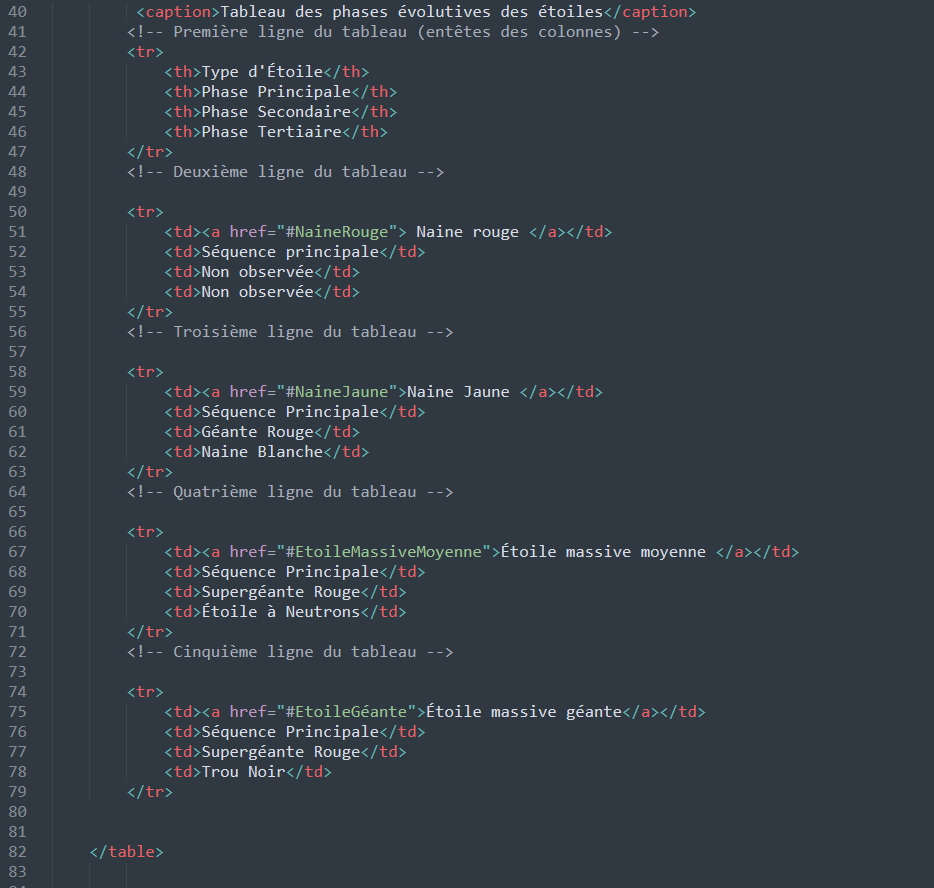 40 <caption>Tableau des phases évolutives des étoiles</caption>
41 <!-- Première ligne du tableau (entêtes des colonnes) -->
42 <tr>
43 <th>Type d'Étoile</th>
44 <th>Phase Principale</th>
45 <th>Phase Secondaire</th>
46 <th>Phase Tertiaire</th>
47 </tr>
48 <!-- Deuxième ligne du tableau -->
49
50 <tr>
51 <td><a href="#NaineRouge"> Naine rouge </a></td>
52 <td>Séquence principale</td>
53 <td>Non observée</td>
54 <td>Non observée</td>
55 </tr>
56 <!-- Troisième ligne du tableau -->
57
58 <tr>
59 <td><a href="#NaineJaune">Naine Jaune </a></td>
60 <td>Séquence Principale</td>
61 <td>Géante Rouge</td>
62 <td>Naine Blanche</td>
63 </tr>
64 <!-- Quatrième ligne du tableau -->
65
66 <tr>
67 <td><a href="#EtoileMassiveMoyenne">Étoile massive moyenne </a></td>
68 <td>Séquence Principale</td>
69 <td>Supergéante Rouge</td>
70 <td>Étoile à Neutrons</td>
71 </tr>
72 <!-- Cinquième ligne du tableau -->
73
74 <tr>
75 <td><a href="#EtoileGéante">Étoile massive géante</a></td>
76 <td>Séquence Principale</td>
77 <td>Supergéante Rouge</td>
78 <td>Trou Noir</td>
79 </tr>
80
81
82 </table>
83